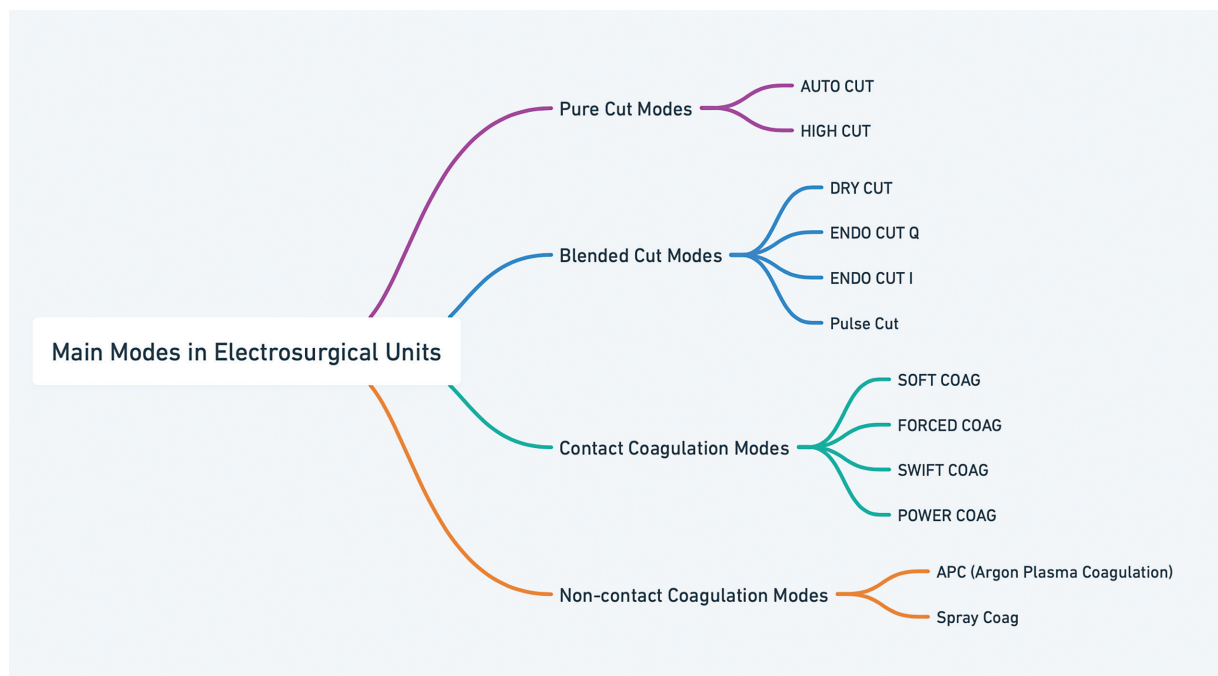 Main Modes in Electrosurgical Units
Pure Cut Modes
AUTO CUT
HIGH CUT
Blended Cut Modes
DRY CUT
ENDO CUT Q
ENDO CUT I
Pulse Cut
Contact Coagulation Modes
SOFT COAG
FORCED COAG
SWIFT COAG
POWER COAG
Non-contact Coagulation Modes
APC (Argon Plasma Coagulation)
Spray Coag